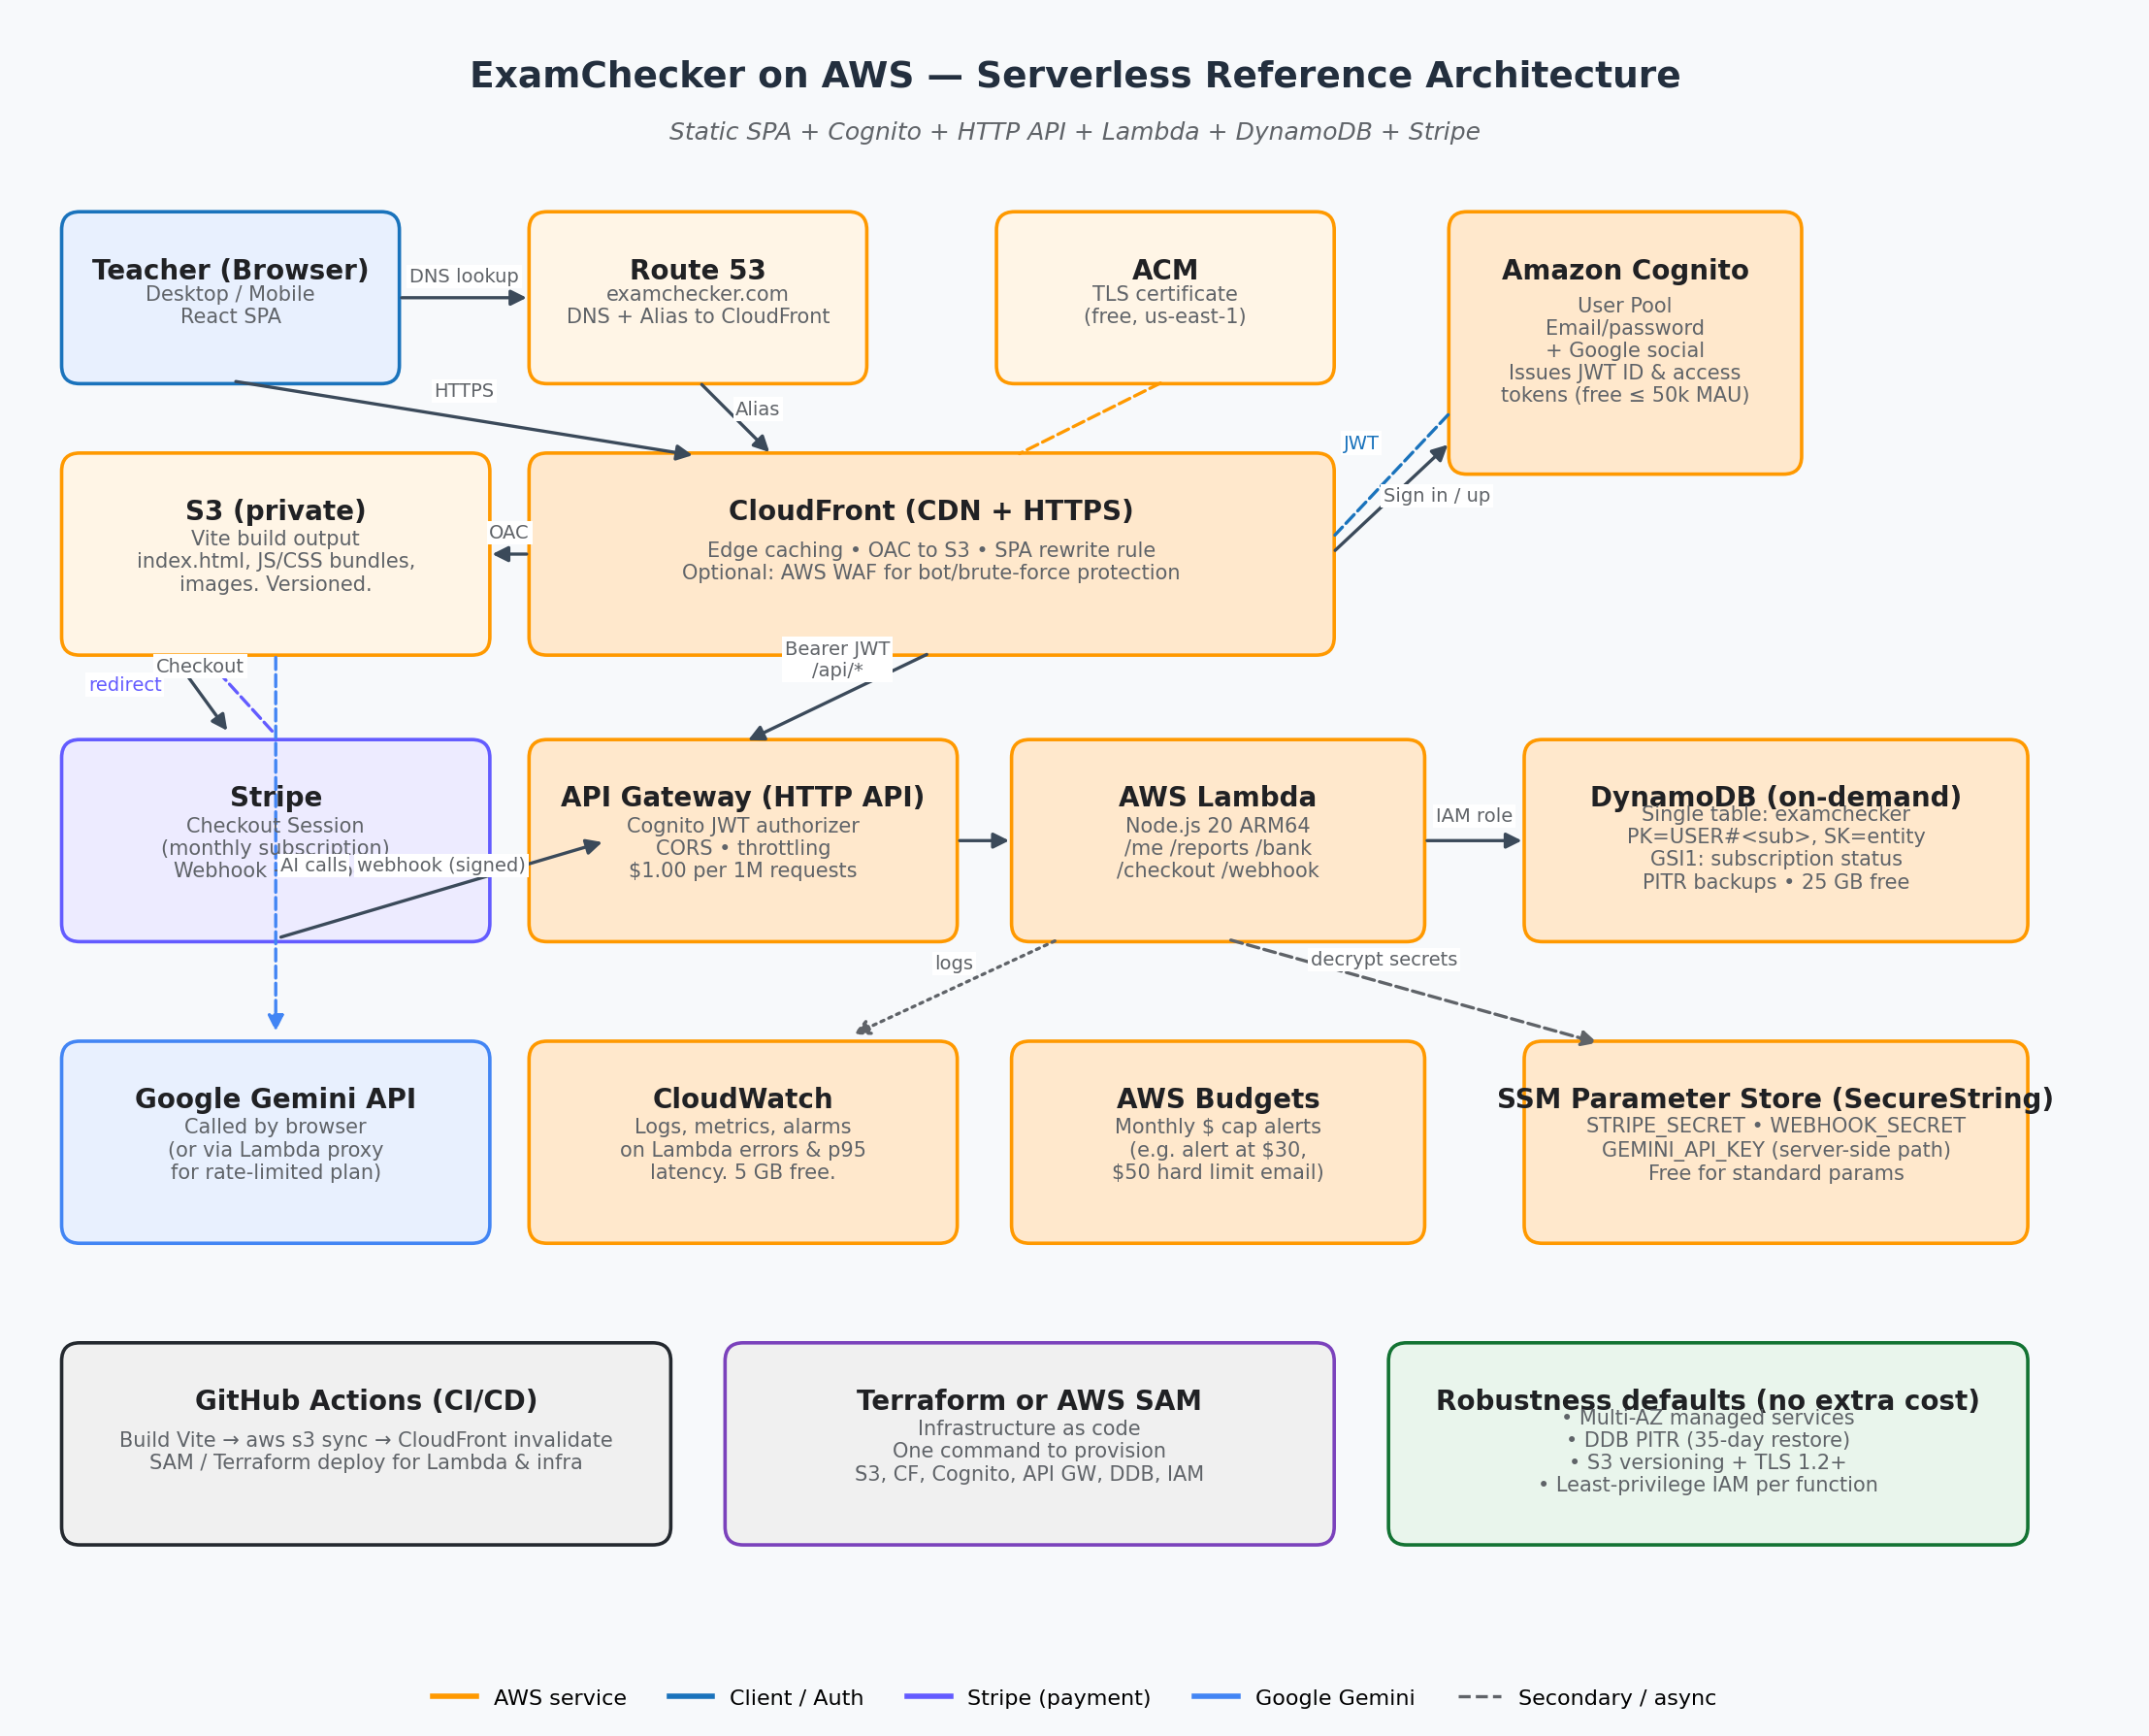 ExamChecker on AWS — Serverless Reference Architecture
Static SPA + Cognito + HTTP API + Lambda + DynamoDB + Stripe
Teacher (Browser)
Desktop / Mobile
React SPA
DNS lookup
Route 53
examchecker.com
DNS + Alias to CloudFront
ACM
TLS certificate
(free, us-east-1)
Amazon Cognito
User Pool
Email/password
+ Google social
Issues JWT ID & access
tokens (free ≤ 50k MAU)
HTTPS
Alias
JWT
Sign in / up
S3 (private)
Vite build output
index.html, JS/CSS bundles,
images. Versioned.
OAC
CloudFront (CDN + HTTPS)
Edge caching • OAC to S3 • SPA rewrite rule
Optional: AWS WAF for bot/brute-force protection
Checkout
redirect
Bearer JWT
/api/*
Stripe
Checkout Session
(monthly subscription)
Webhook
AI calls
webhook (signed)
API Gateway (HTTP API)
Cognito JWT authorizer
CORS • throttling
$1.00 per 1M requests
AWS Lambda
Node.js 20 ARM64
/me /reports /bank
/checkout /webhook
IAM role
DynamoDB (on-demand)
Single table: examchecker
PK=USER#<sub>, SK=entity
GSI1: subscription status
PITR backups • 25 GB free
logs
decrypt secrets
Google Gemini API
Called by browser
(or via Lambda proxy
for rate-limited plan)
CloudWatch
Logs, metrics, alarms
on Lambda errors & p95
latency. 5 GB free.
AWS Budgets
Monthly $ cap alerts
(e.g. alert at $30,
$50 hard limit email)
SSM Parameter Store (SecureString)
STRIPE_SECRET • WEBHOOK_SECRET
GEMINI_API_KEY (server-side path)
Free for standard params
GitHub Actions (CI/CD)
Build Vite → aws s3 sync → CloudFront invalidate
SAM / Terraform deploy for Lambda & infra
Terraform or AWS SAM
Infrastructure as code
One command to provision
S3, CF, Cognito, API GW, DDB, IAM
Robustness defaults (no extra cost)
• Multi-AZ managed services
• DDB PITR (35-day restore)
• S3 versioning + TLS 1.2+
• Least-privilege IAM per function
AWS service
Client / Auth
Stripe (payment)
Google Gemini
Secondary / async